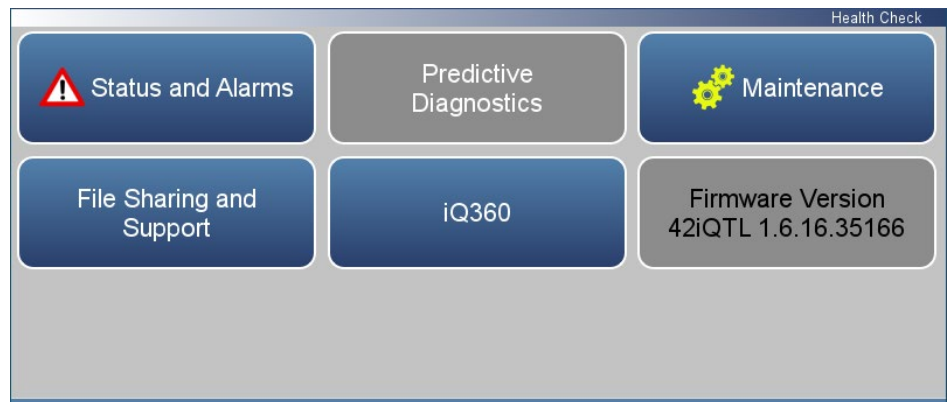 Health Check
Status and Alarms
Predictive
Diagnostics
Maintenance
File Sharing and
Support
iQ360
Firmware Version
42iQTL 1.6.16.35166